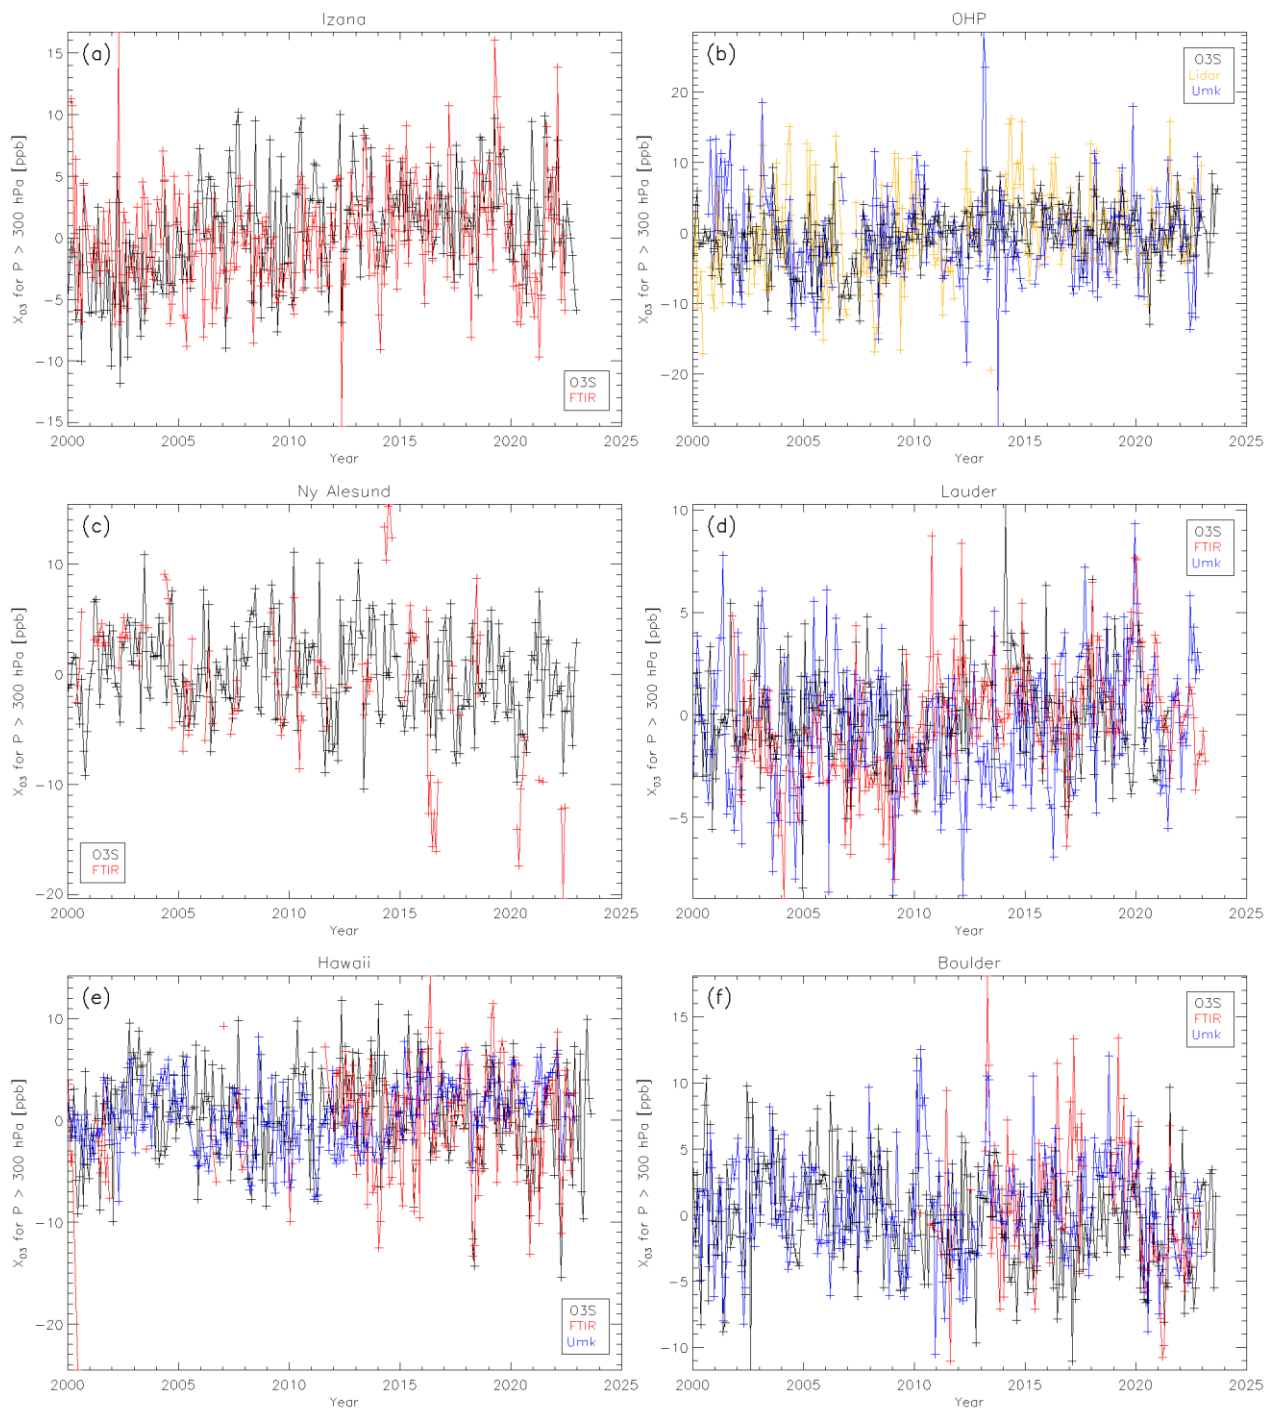 Izana
(a)
15
10
5
0
−5
−10
−15
X_O3 for P > 300 hPa [ppb]
O3S
FTIR
2000 2005 2010 2015 2020 2025
Year
OHP
(b)
20
10
0
−10
−20
X_O3 for P > 300 hPa [ppb]
O3S
Lidar
Umk
2000 2005 2010 2015 2020 2025
Year
Ny Alesund
(c)
10
0
−10
−20
X_O3 for P > 300 hPa [ppb]
O3S
FTIR
2000 2005 2010 2015 2020 2025
Year
Lauder
(d)
10
5
0
−5
X_O3 for P > 300 hPa [ppb]
O3S
FTIR
Umk
2000 2005 2010 2015 2020 2025
Year
Hawaii
(e)
10
0
−10
−20
X_O3 for P > 300 hPa [ppb]
O3S
FTIR
Umk
2000 2005 2010 2015 2020 2025
Year
Boulder
(f)
15
10
5
0
−5
−10
X_O3 for P > 300 hPa [ppb]
O3S
FTIR
Umk
2000 2005 2010 2015 2020 2025
Year